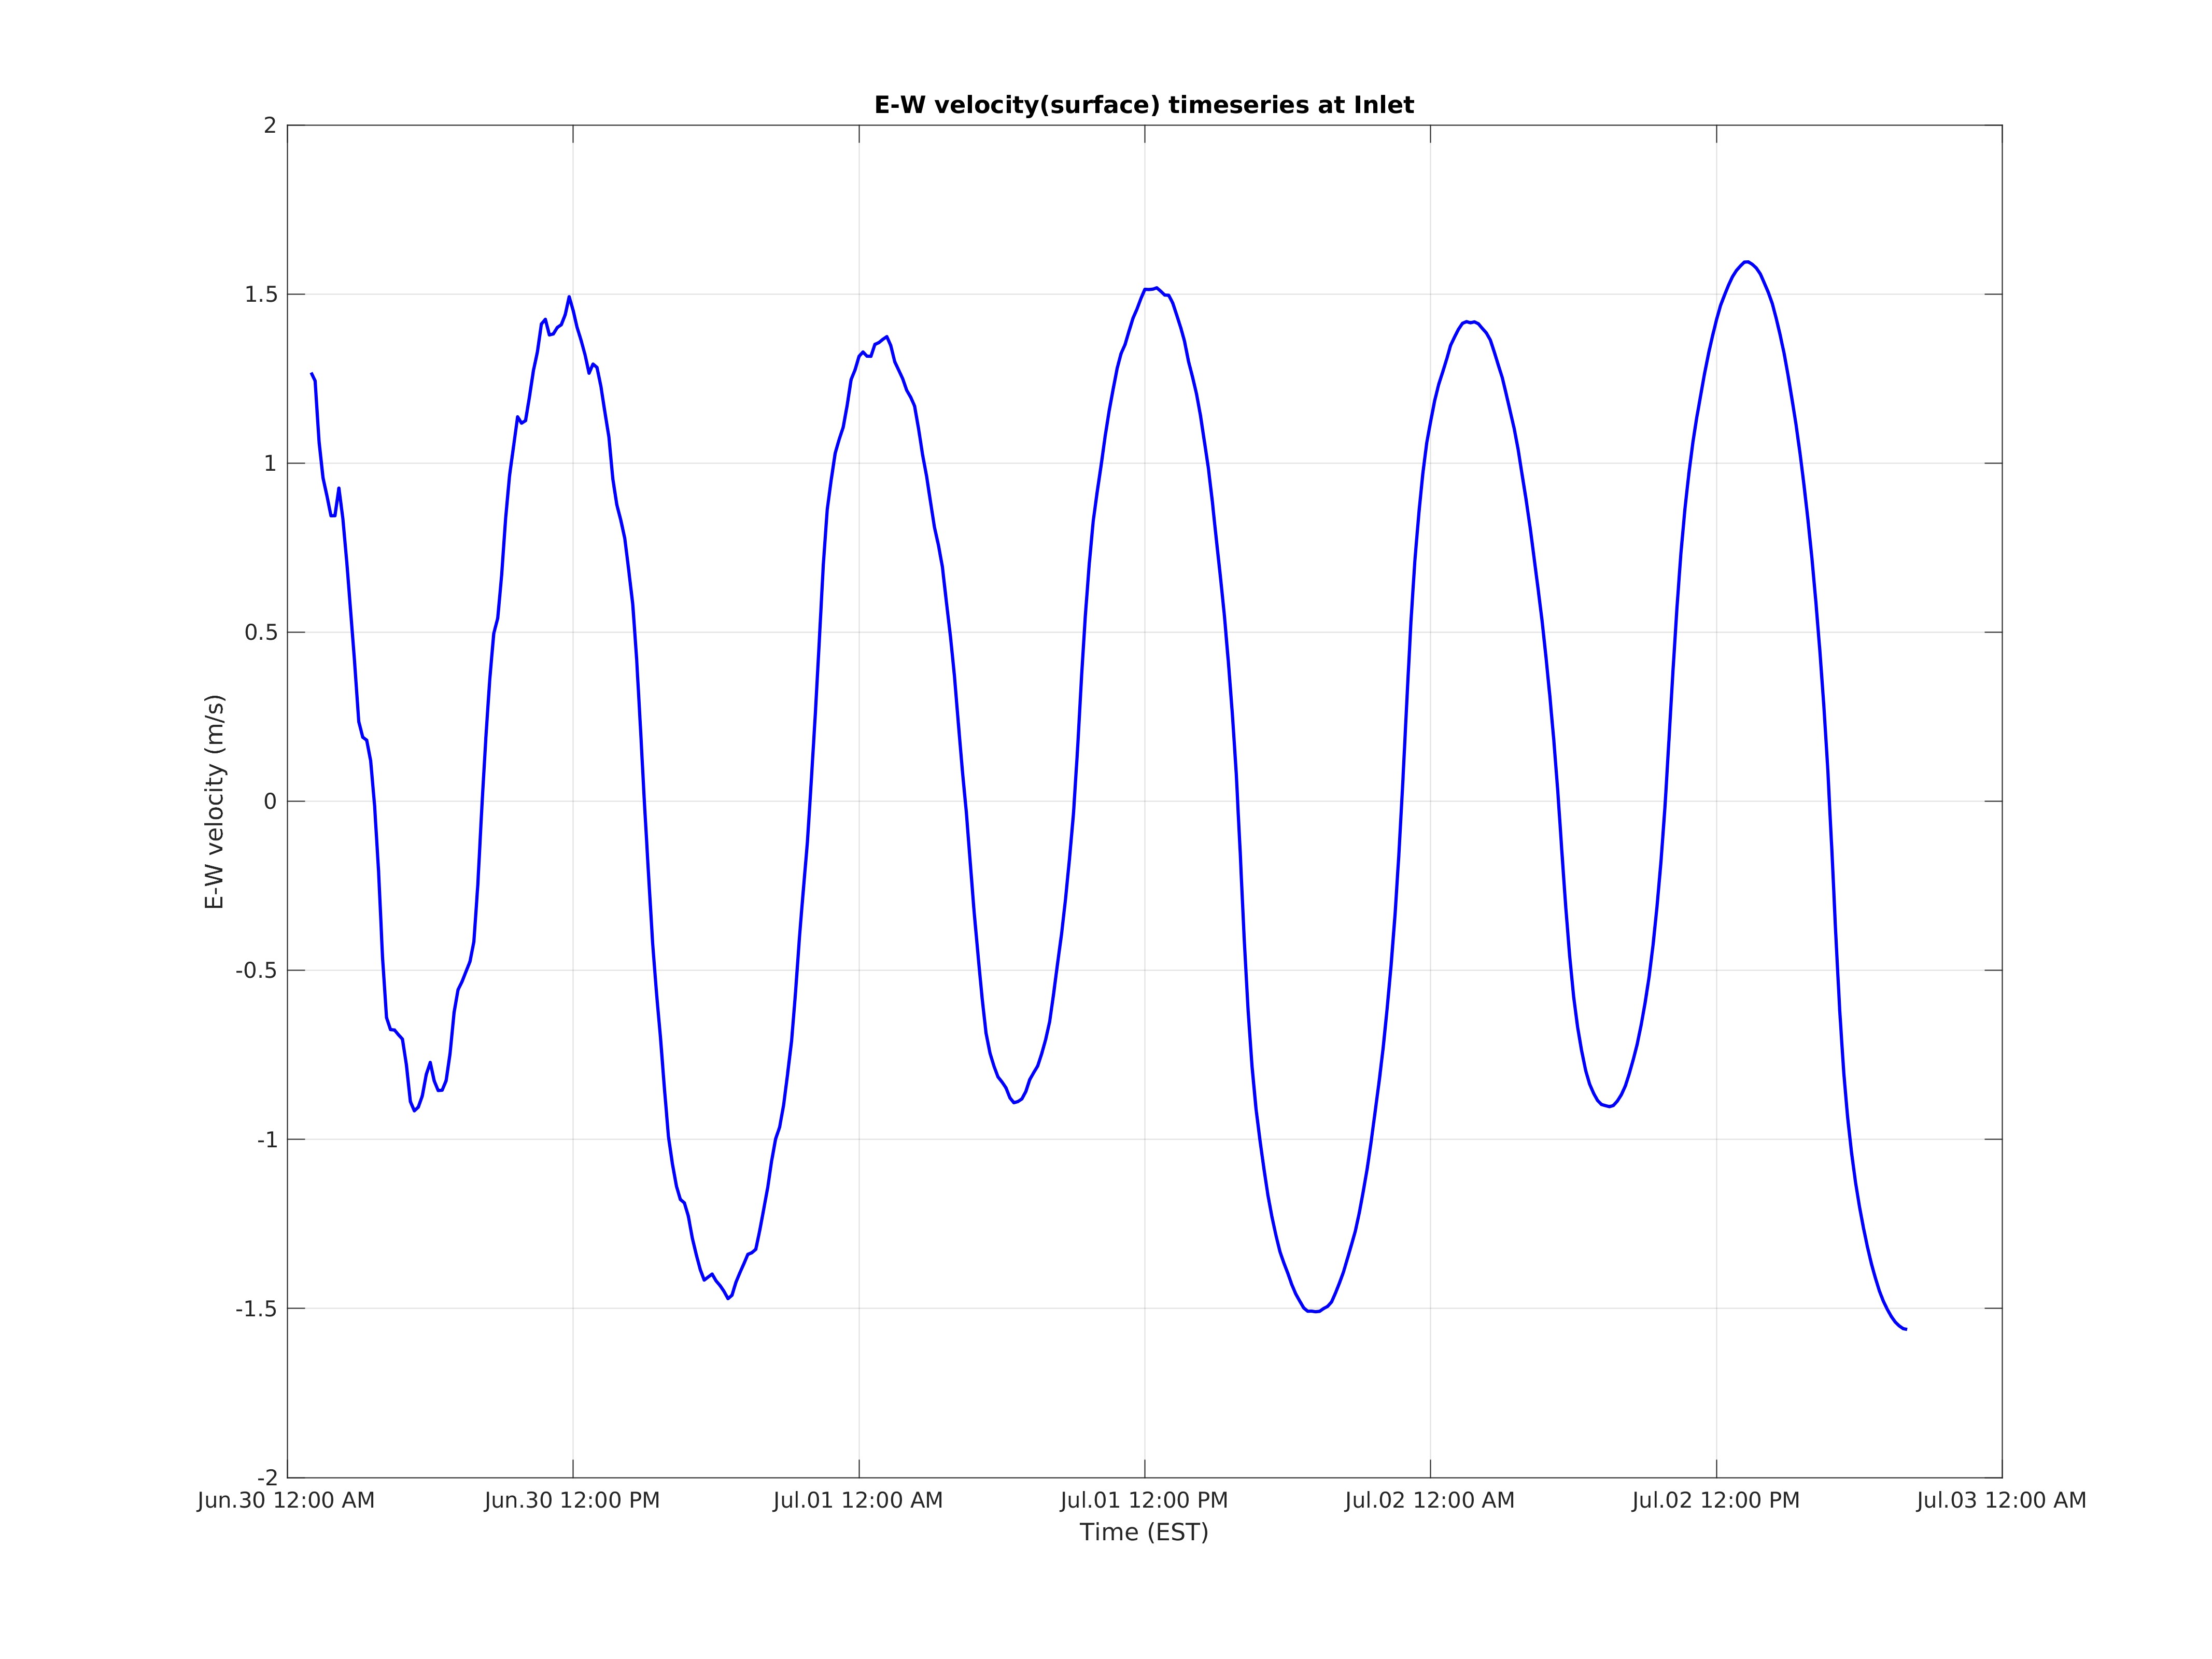 E-W velocity(surface) timeseries at Inlet
2
1.5
1
0.5
0
-0.5
-1
-1.5
-2
E-W velocity (m/s)
Jun.30 12:00 AM Jun.30 12:00 PM Jul.01 12:00 AM Jul.01 12:00 PM Jul.02 12:00 AM Jul.02 12:00 PM Jul.03 12:00 AM
Time (EST)